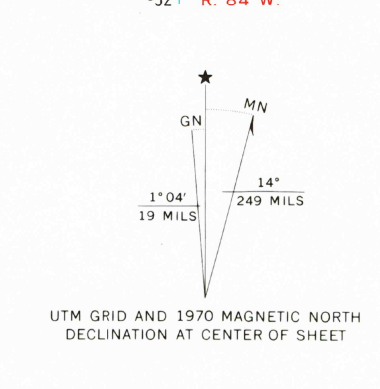 R. 84 W.
MN
GN
14°
249 MILS
1° 04′
19 MILS
UTM GRID AND 1970 MAGNETIC NORTH
DECLINATION AT CENTER OF SHEET